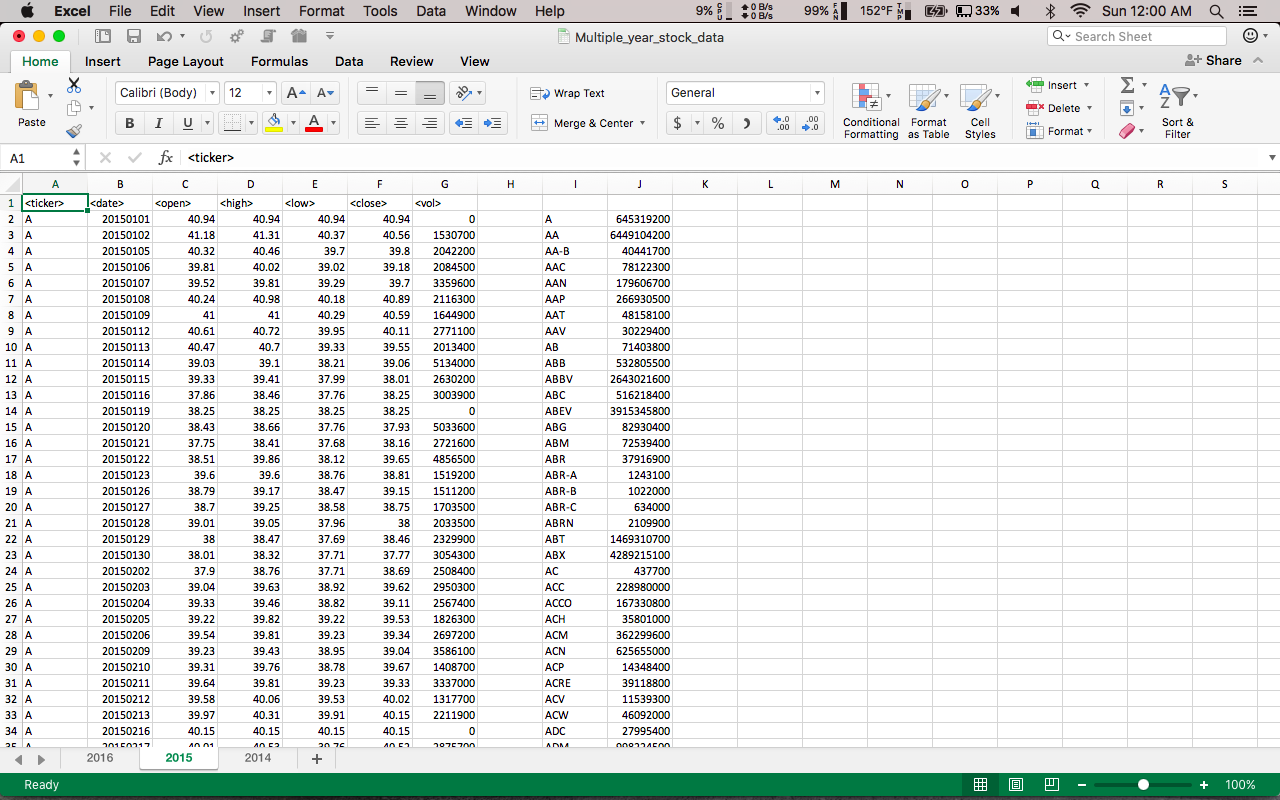 Excel File Edit View Insert Format Tools Data Window Help 9% CPU 0 B/s 0 B/s 99% FAN 152°F TMP 33% Sun 12:00 AM
Multiple_year_stock_data Search Sheet
Home Insert Page Layout Formulas Data Review View Share
Paste Calibri (Body) 12 A A Wrap Text General Insert
B I U A Merge & Center $ % Conditional Formatting Format as Table Cell Styles Delete Format Sort & Filter
A1 fx <ticker>
A B C D E F G H I J K L M N O P Q R S
1 <ticker> <date> <open> <high> <low> <close> <vol>
2 A 20150101 40.94 40.94 40.94 40.94 0 A 645319200
3 A 20150102 41.18 41.31 40.37 40.56 1530700 AA 6449104200
4 A 20150105 40.32 40.46 39.7 39.8 2042200 AA-B 40441700
5 A 20150106 39.81 40.02 39.02 39.18 2084500 AAC 78122300
6 A 20150107 39.52 39.81 39.29 39.7 3359600 AAN 179606700
7 A 20150108 40.24 40.98 40.18 40.89 2116300 AAP 266930500
8 A 20150109 41 41 40.29 40.59 1644900 AAT 48158100
9 A 20150112 40.61 40.72 39.95 40.11 2771100 AAV 30229400
10 A 20150113 40.47 40.7 39.33 39.55 2013400 AB 71403800
11 A 20150114 39.03 39.1 38.21 39.06 5134000 ABB 532805500
12 A 20150115 39.33 39.41 37.99 38.01 2630200 ABBV 2643021600
13 A 20150116 37.86 38.46 37.76 38.25 3003900 ABC 516218400
14 A 20150119 38.25 38.25 38.25 38.25 0 ABEV 3915345800
15 A 20150120 38.43 38.66 37.76 37.93 5033600 ABG 82930400
16 A 20150121 37.75 38.41 37.68 38.16 2721600 ABM 72539400
17 A 20150122 38.51 39.86 38.12 39.65 4856500 ABR 37916900
18 A 20150123 39.6 39.6 38.76 38.81 1519200 ABR-A 1243100
19 A 20150126 38.79 39.17 38.47 39.15 1511200 ABR-B 1022000
20 A 20150127 38.7 39.25 38.58 38.75 1703500 ABR-C 634000
21 A 20150128 39.01 39.05 37.96 38 2033500 ABRN 2109900
22 A 20150129 38 38.47 37.69 38.46 2329900 ABT 1469310700
23 A 20150130 38.01 38.32 37.71 37.77 3054300 ABX 4289215100
24 A 20150202 37.9 38.76 37.71 38.69 2508400 AC 437700
25 A 20150203 39.04 39.63 38.92 39.62 2950300 ACC 228980000
26 A 20150204 39.33 39.46 38.82 39.11 2567400 ACCO 167330800
27 A 20150205 39.22 39.82 39.22 39.53 1826300 ACH 35801000
28 A 20150206 39.54 39.81 39.23 39.34 2697200 ACM 362299600
29 A 20150209 39.23 39.43 38.95 39.04 3586100 ACN 625655000
30 A 20150210 39.31 39.76 38.78 39.67 1408700 ACP 14348400
31 A 20150211 39.64 39.81 39.23 39.33 3337000 ACRE 39118800
32 A 20150212 39.58 40.06 39.53 40.02 1317700 ACV 11539300
33 A 20150213 39.97 40.31 39.91 40.15 2211900 ACW 46092000
34 A 20150216 40.15 40.15 40.15 40.15 0 ADC 27995400
2016 2015 2014 +
Ready 100%